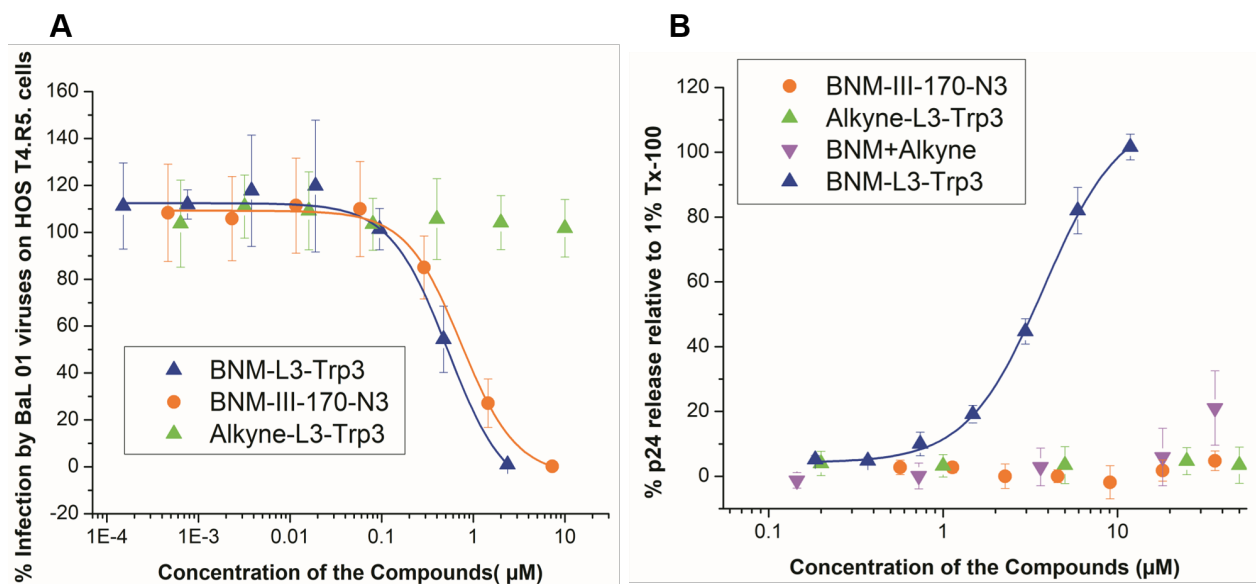 A
% Infection by BaL 01 viruses on HOS T4.R5. cells
160
140
120
100
80
60
40
20
0
-20
BNM-L3-Trp3
BNM-III-170-N3
Alkyne-L3-Trp3
1E-4 1E-3 0.01 0.1 1 10
Concentration of the Compounds( μM)
B
% p24 release relative to 1% Tx-100
120
100
80
60
40
20
0
BNM-III-170-N3
Alkyne-L3-Trp3
BNM+Alkyne
BNM-L3-Trp3
0.1 1 10
Concentration of the Compounds (μM)